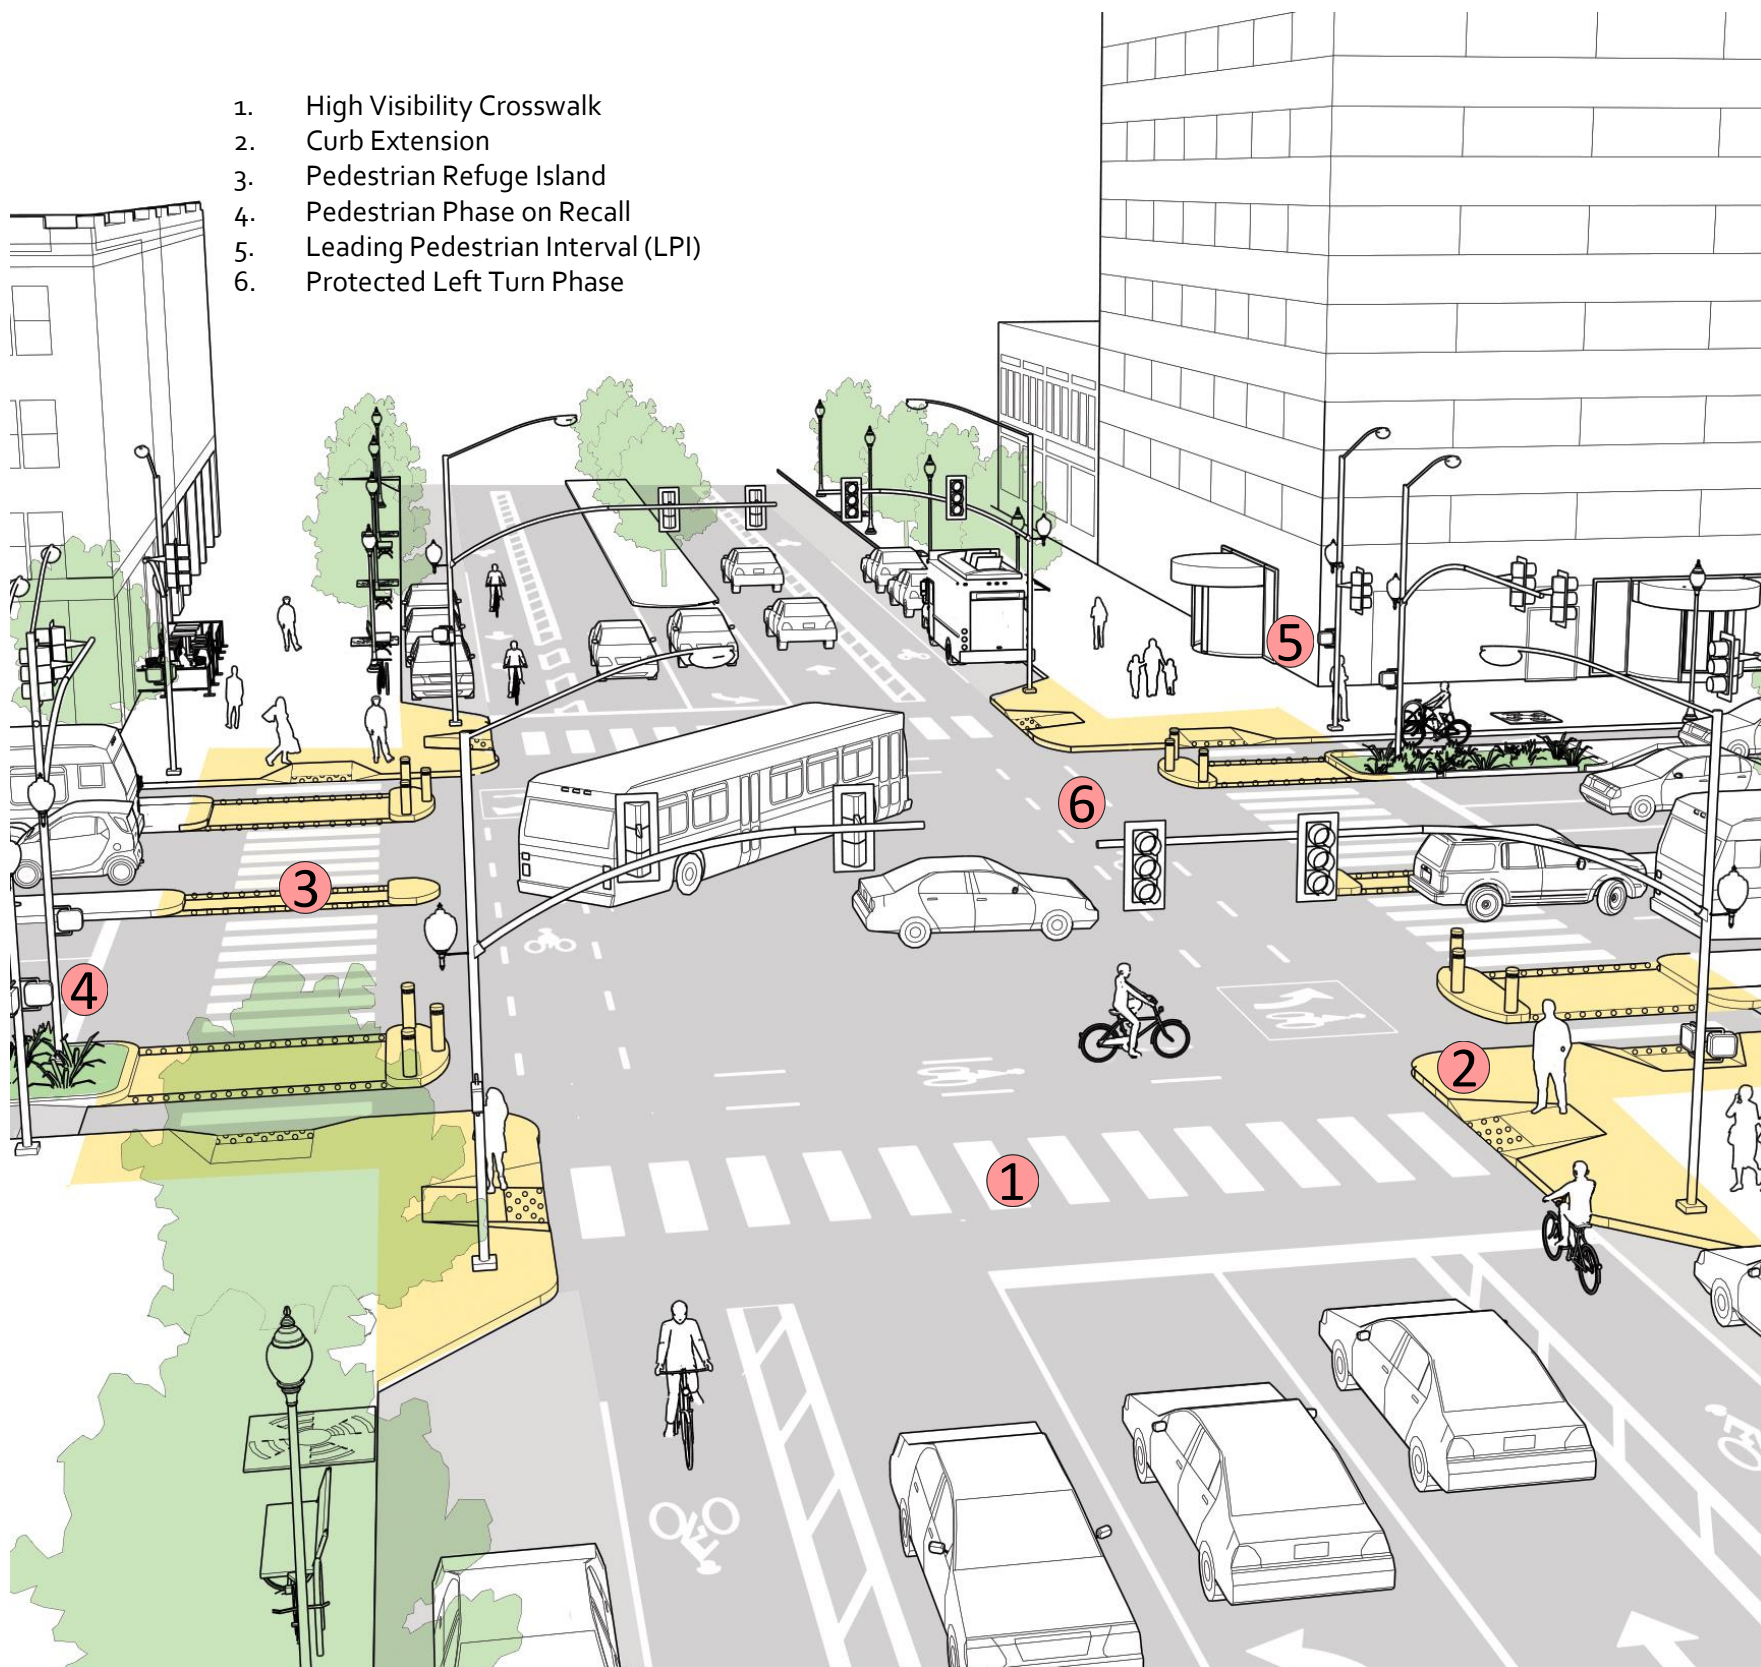 1. High Visibility Crosswalk
2. Curb Extension
3. Pedestrian Refuge Island
4. Pedestrian Phase on Recall
5. Leading Pedestrian Interval (LPI)
6. Protected Left Turn Phase
5
6
3
4
2
1